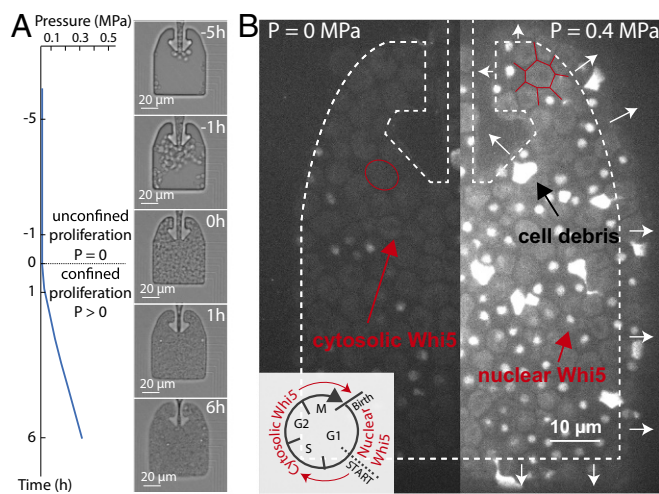 A
Pressure (MPa)
0.1 0.3 0.5
-5
-1
0
1
6
unconfined
proliferation
P = 0
confined
proliferation
P > 0
Time (h)
-5h
20 µm
-1h
20 µm
0h
20 µm
1h
20 µm
6h
20 µm
B
P = 0 MPa
P = 0.4 MPa
cell debris
cytosolic Whi5
nuclear Whi5
10 µm
Cytosolic Whi5
Nuclear
Whi5
M
Birth
G2
G1
S
START